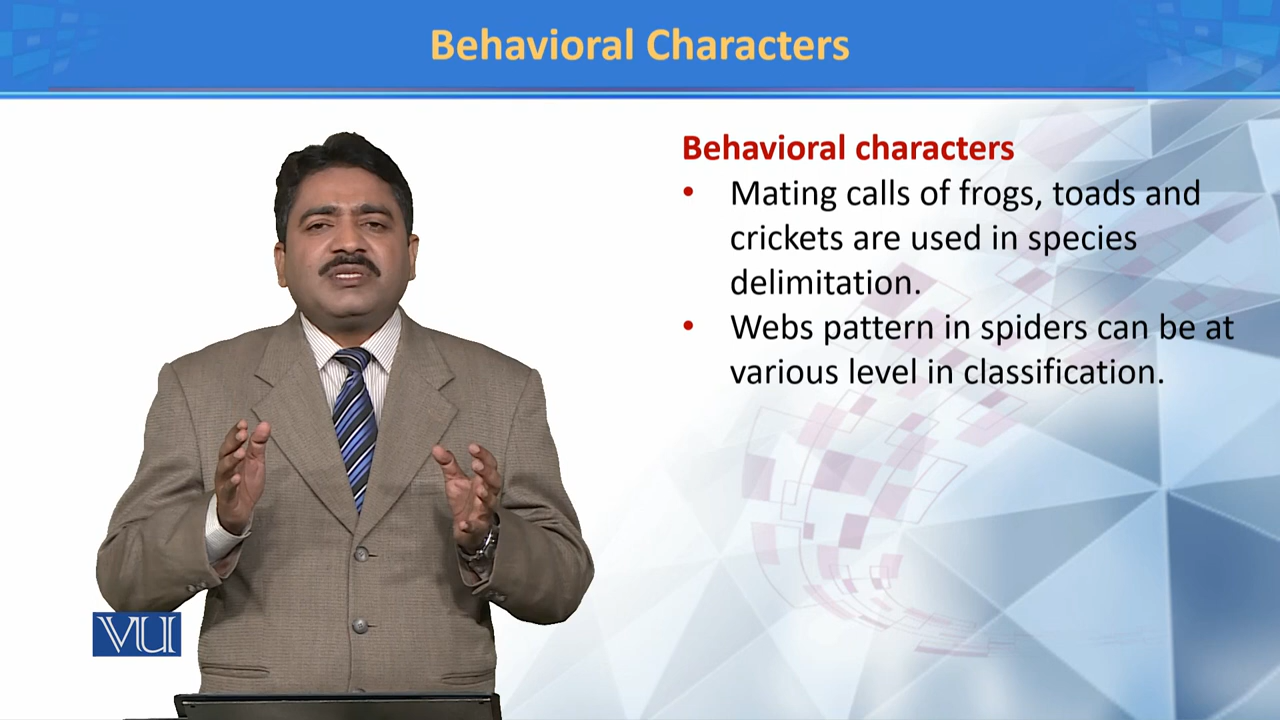 Behavioral Characters
Behavioral characters
• Mating calls of frogs, toads and
crickets are used in species
delimitation.
• Webs pattern in spiders can be at
various level in classification.
VU